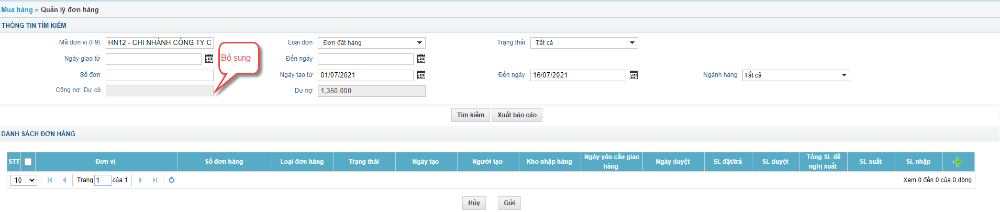 Mua hàng » Quản lý đơn hàng
THÔNG TIN TÌM KIẾM
Mã đơn vị (F9) HN12 - CHI NHÁNH CÔNG TY C Loại đơn Đơn đặt hàng Trạng thái Tất cả
Ngày giao từ Bổ sung Đến ngày
Số đơn Ngày tạo từ 01/07/2021 Đến ngày 16/07/2021 Ngành hàng Tất cả
Công nợ: Dư có Dư nợ 1,350,000
Tìm kiếm Xuất báo cáo
DANH SÁCH ĐƠN HÀNG
STT Đơn vị Số đơn hàng Loại đơn hàng Trạng thái Ngày tạo Người tạo Kho nhập hàng Ngày yêu cầu giao hàng Ngày duyệt SL đặt/trả SL duyệt Tổng SL đề nghị xuất SL xuất SL nhập
10 Trang 1 của 1 Xem 0 đến 0 của 0 dòng
Hủy Gửi